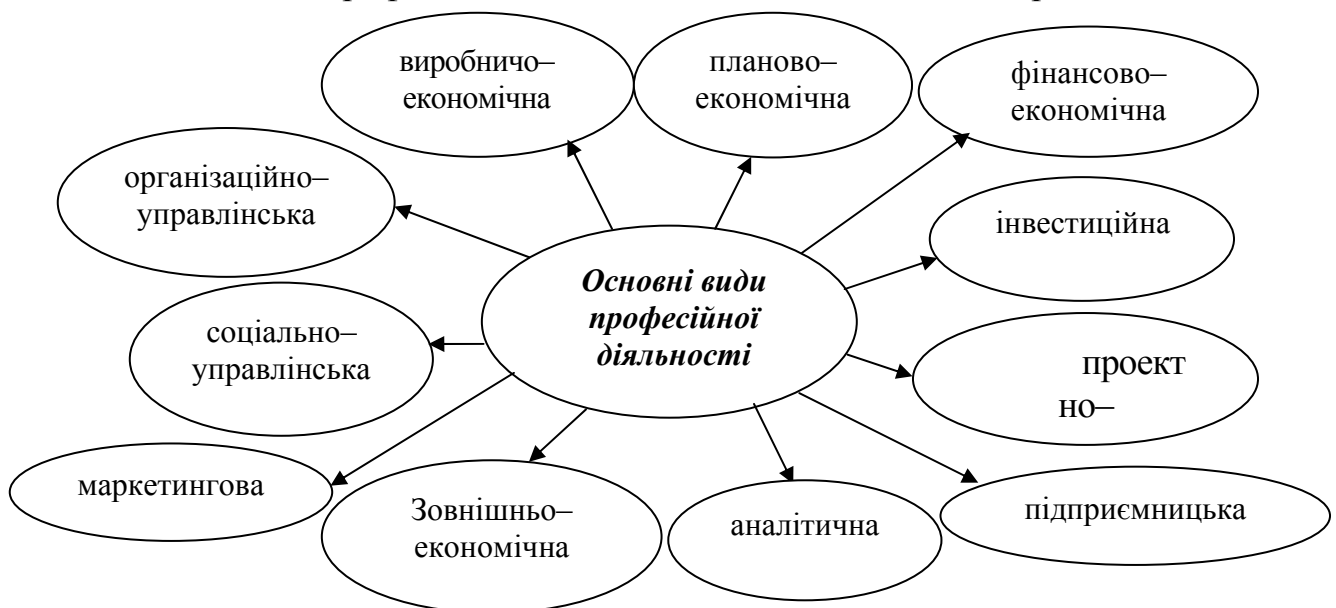 виробничо–
економічна
планово–
економічна
фінансово–
економічна
організаційно–
управлінська
інвестиційна
Основні види
професійної
діяльності
соціально–
управлінська
проект
но–
маркетингова
Зовнішньо–
економічна
аналітична
підприємницька